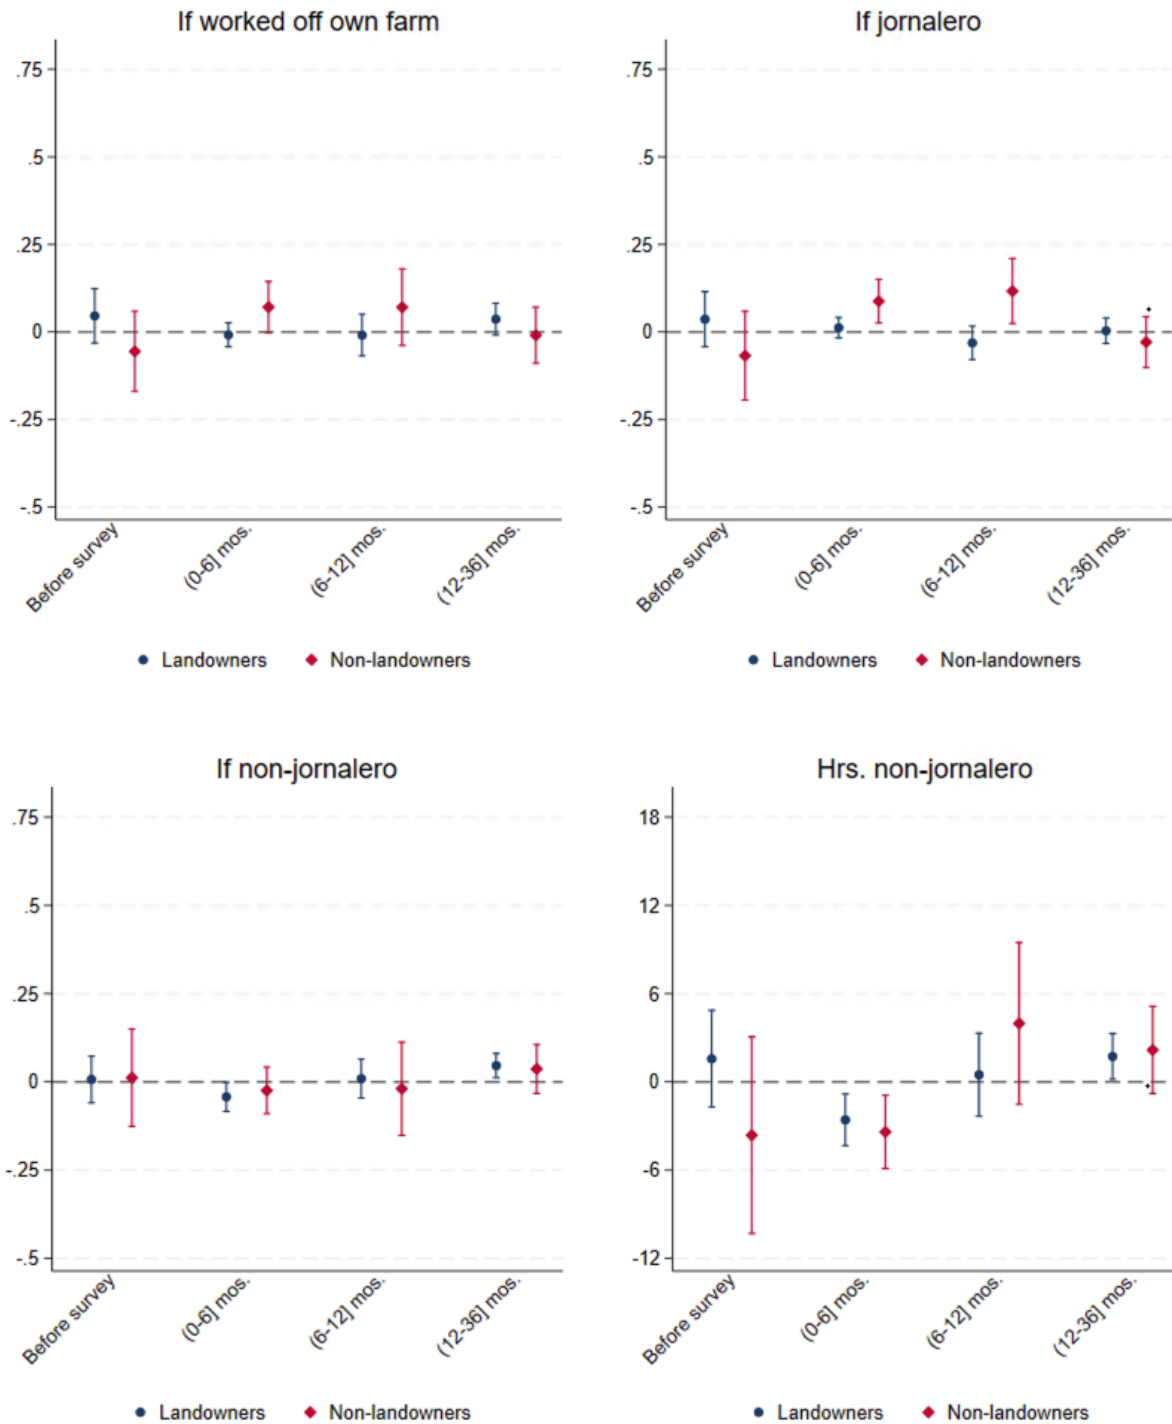 If worked off own farm
.75
.5
.25
0
-.25
-.5
Before survey
(0-6] mos.
(6-12] mos.
(12-36] mos.
Landowners Non-landowners
If jornalero
.75
.5
.25
0
-.25
-.5
Before survey
(0-6] mos.
(6-12] mos.
(12-36] mos.
Landowners Non-landowners
If non-jornalero
.75
.5
.25
0
-.25
-.5
Before survey
(0-6] mos.
(6-12] mos.
(12-36] mos.
Landowners Non-landowners
Hrs. non-jornalero
18
12
6
0
-6
-12
Before survey
(0-6] mos.
(6-12] mos.
(12-36] mos.
Landowners Non-landowners